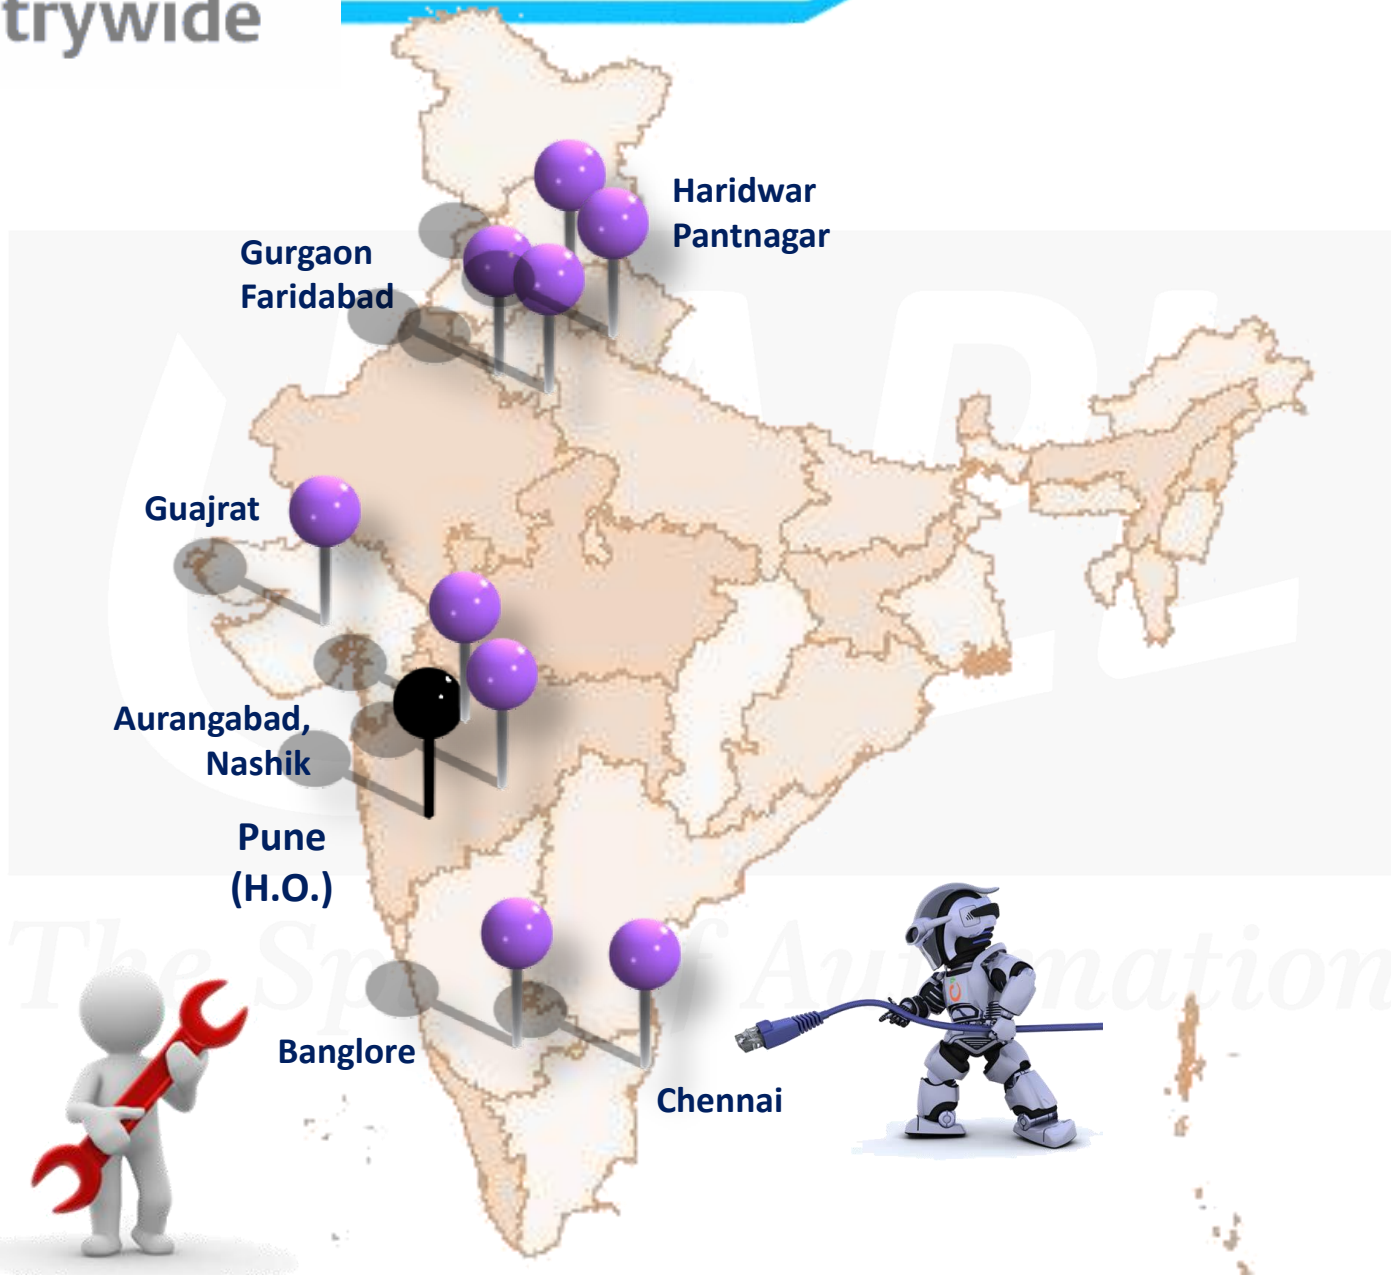 trywide
Haridwar
Pantnagar
Gurgaon
Faridabad
Guajrat
Aurangabad,
Nashik
Pune
(H.O.)
Banglore
Chennai